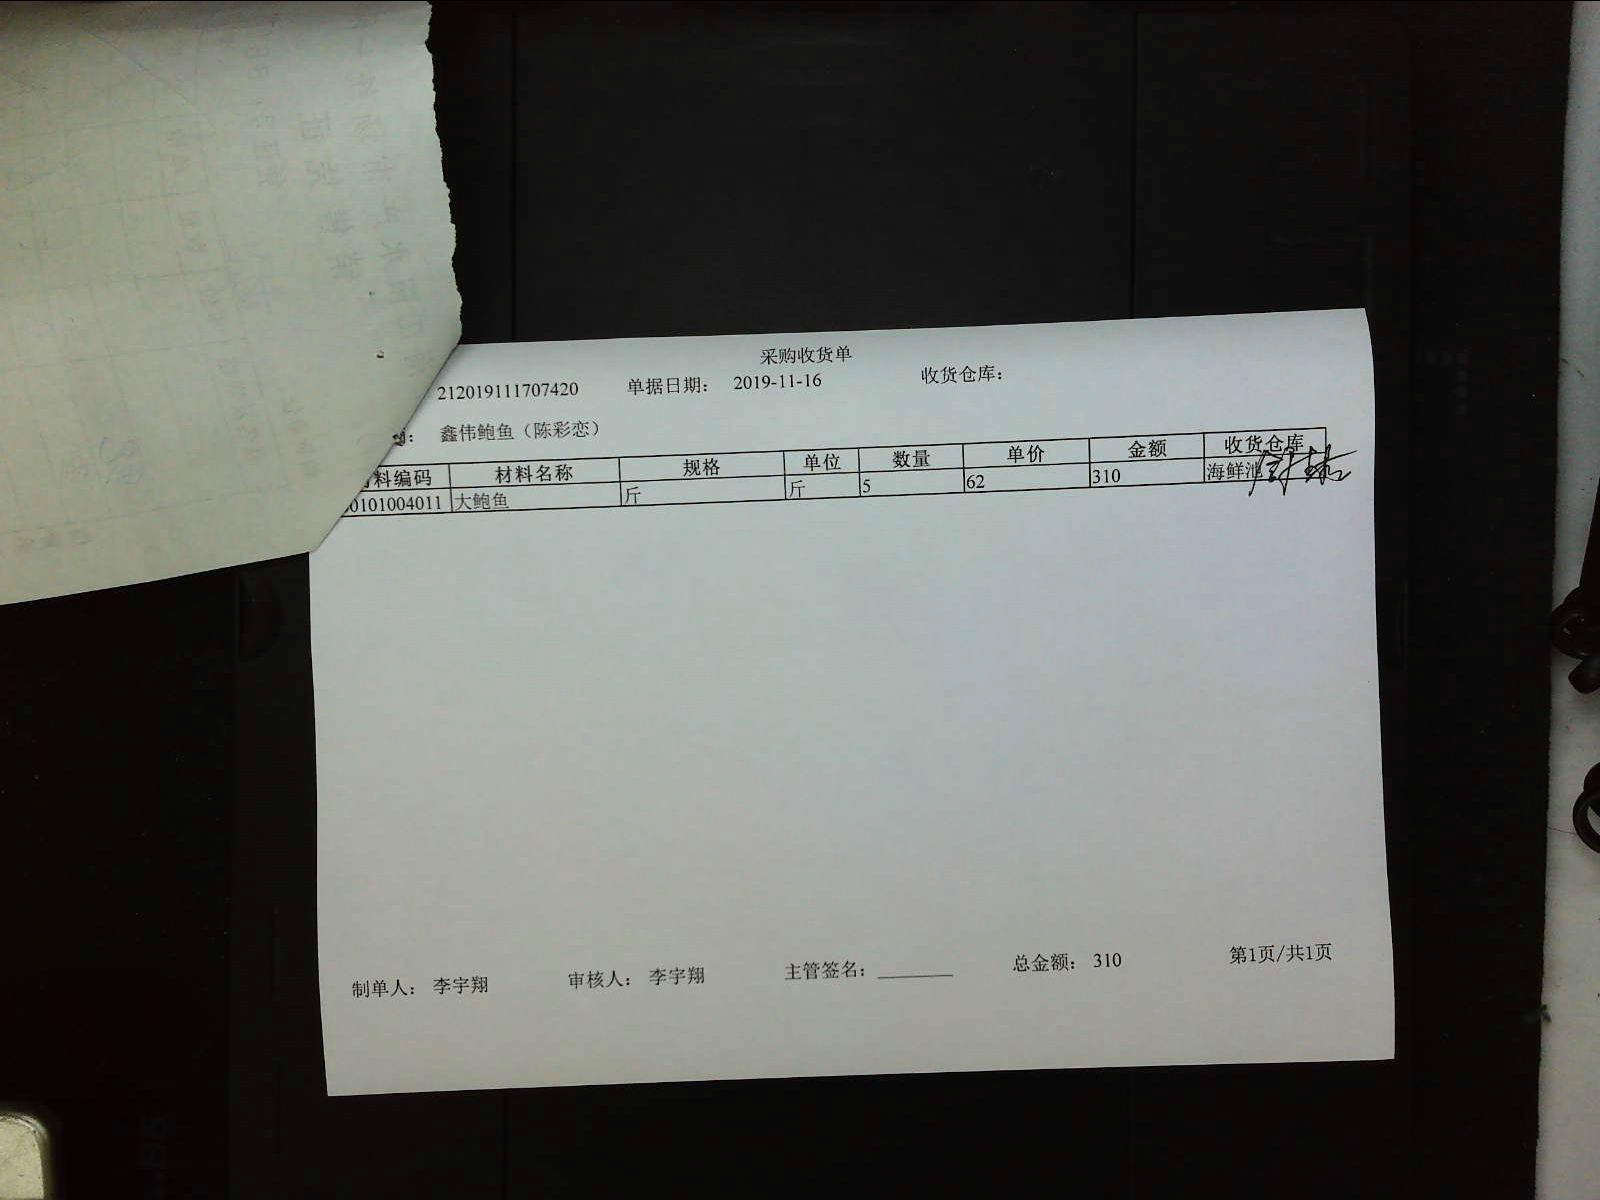 采购收货单
212019111707420 单据日期: 2019-11-16 收货仓库:
: 鑫伟鲍鱼（陈彩恋）
料编码 材料名称 规格 单位 数量 单价 金额 收货仓库
0101004011 大鲍鱼 斤 斤 5 62 310 海鲜池
制单人: 李宇翔 审核人: 李宇翔 主管签名: 总金额: 310 第1页/共1页